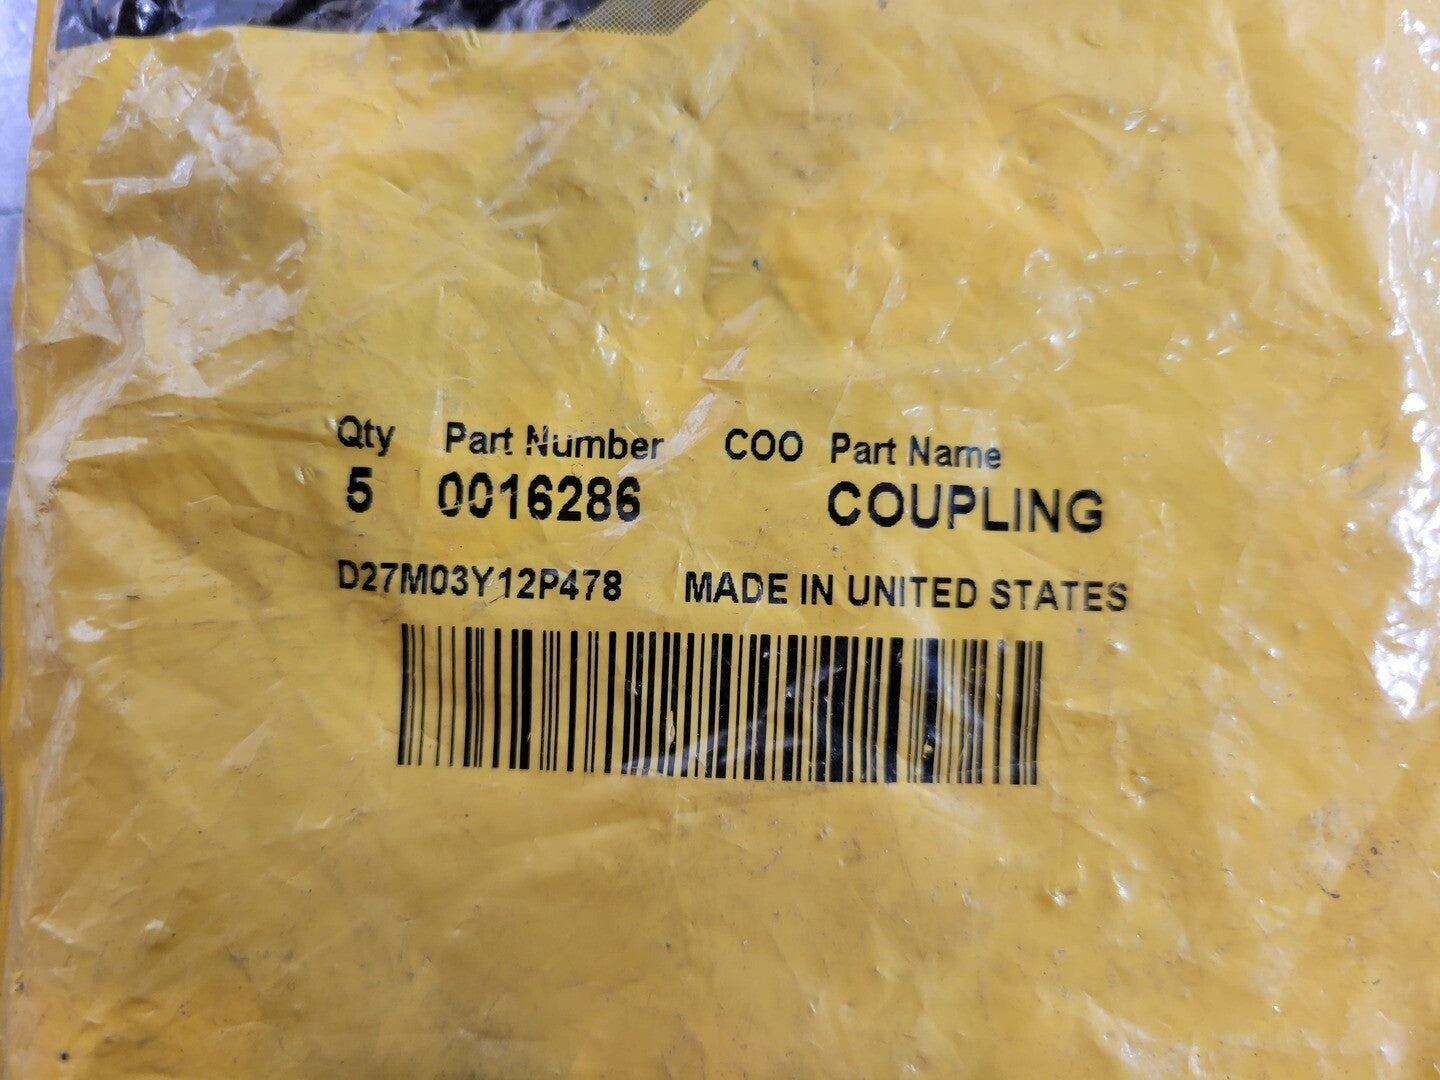 Qty Part Number COO Part Name
5 0016286 COUPLING
D27M03Y12P478 MADE IN UNITED STATES